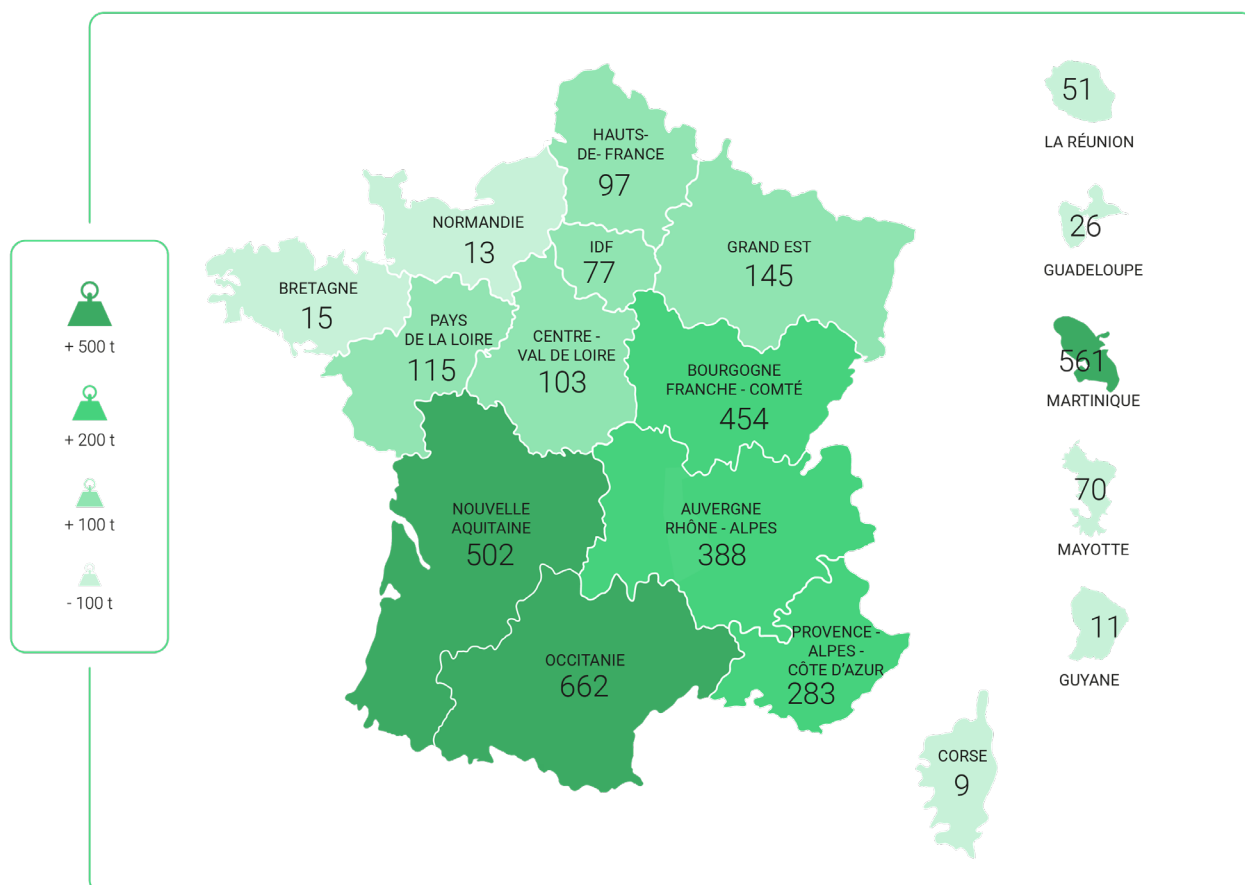 + 500 t
+ 200 t
+ 100 t
- 100 t
HAUTS-
DE- FRANCE
97
NORMANDIE
13
IDF
77
GRAND EST
145
BRETAGNE
15
PAYS
DE LA LOIRE
115
CENTRE -
VAL DE LOIRE
103
BOURGOGNE
FRANCHE - COMTÉ
454
NOUVELLE
AQUITAINE
502
AUVERGNE
RHÔNE - ALPES
388
OCCITANIE
662
PROVENCE -
ALPES -
CÔTE D'AZUR
283
CORSE
9
51
LA RÉUNION
26
GUADELOUPE
561
MARTINIQUE
70
MAYOTTE
11
GUYANE